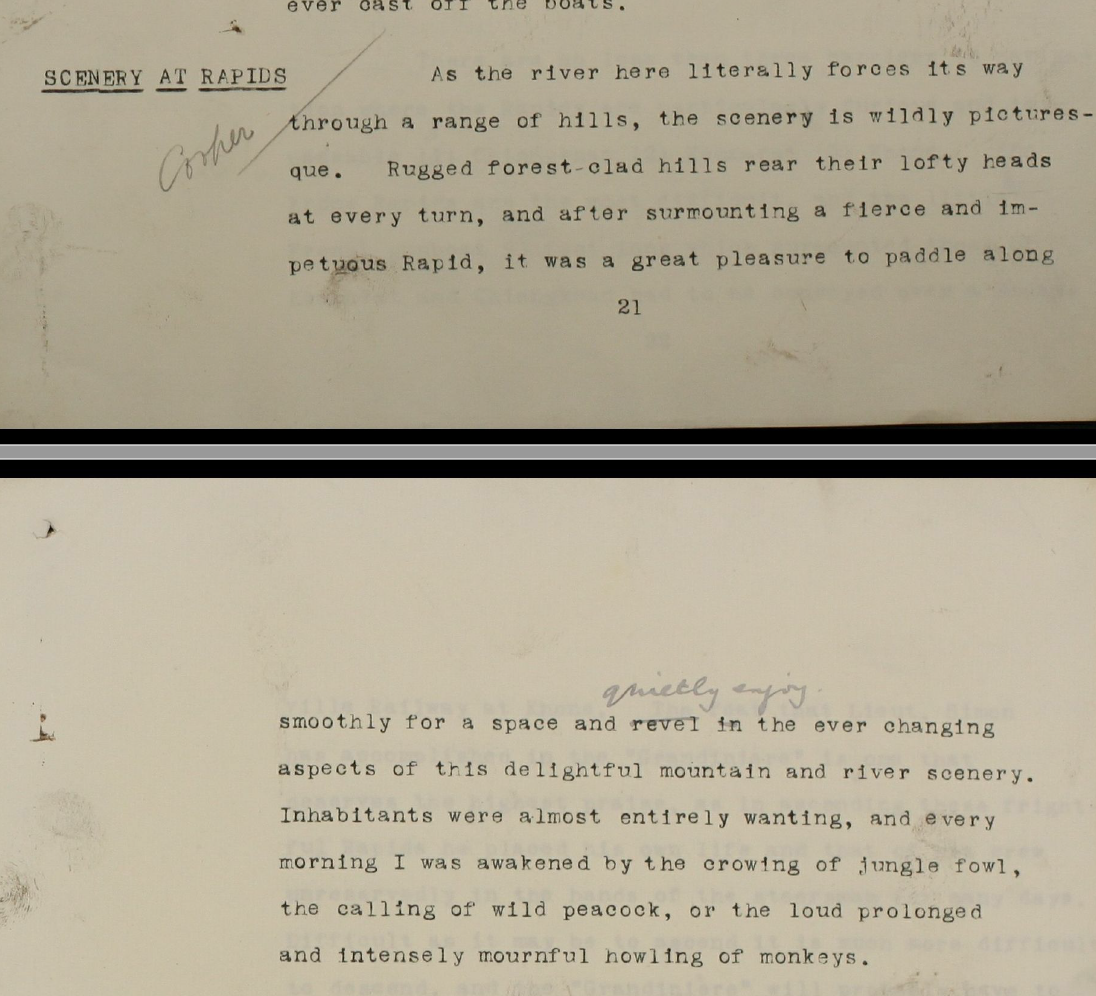 ever cast off the boats.
SCENERY AT RAPIDS
As the river here literally forces its way
through a range of hills, the scenery is wildly pictures-
que. Rugged forest-clad hills rear their lofty heads
at every turn, and after surmounting a fierce and im-
petuous Rapid, it was a great pleasure to paddle along
21
quietly enjoy
smoothly for a space and revel in the ever changing
aspects of this delightful mountain and river scenery.
Inhabitants were almost entirely wanting, and every
morning I was awakened by the crowing of jungle fowl,
the calling of wild peacock, or the loud prolonged
and intensely mournful howling of monkeys.